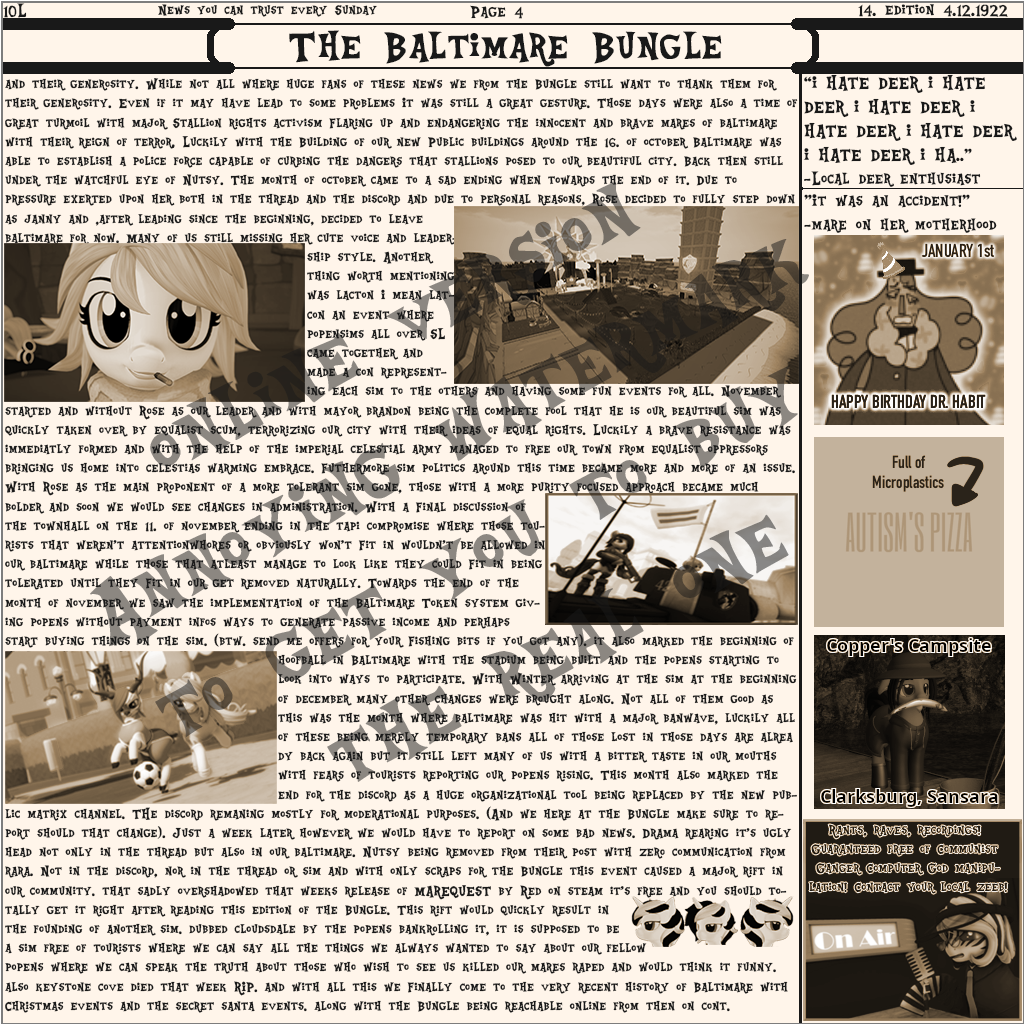 10L
News you can trust every Sunday
Page 4
14. Edition 4.12.1922
The Baltimare Bungle
and their generosity. While not all where huge fans of these news we from the Bungle still want to thank them for
their generosity. Even if it may have lead to some problems it was still a great gesture. Those days were also a time of
great turmoil with major Stallion rights activism flaring up and endangering the innocent and brave mares of baltimare
with their reign of terror. Luckily with the building of our new Public buildings around the 16. of october Baltimare was
able to establish a police force capable of curbing the dangers that stallions posed to our beautiful city. Back then still
under the watchful eye of Nutsy. The month of october came to a sad ending when towards the end of it. Due to
pressure exerted upon her both in the thread and the discord and due to personal reasons, Rose decided to fully step down
as janny and ,after leading since the beginning, decided to leave
baltimare for now. Many of us still missing her cute voice and leader-
ship style. Another
thing worth mentioning
was Lacton i mean Lat-
con an event where
popensims all over SL
came together and
made a con represent-
ing each sim to the others and having some fun events for all. November
started and without Rose as our leader and with mayor brandon being the complete fool that he is our beautiful sim was
quickly taken over by equalist scum, terrorizing our city with their ideas of equal rights. Luckily a brave resistance was
immediatly formed and with the help of the imperial celestial army managed to free our town from equalist oppressors
bringing us home into celestias warming embrace. Futhermore sim politics around this time became more and more of an issue.
With Rose as the main proponent of a more tolerant sim gone, those with a more purity focused approach became much
bolder and soon we would see changes in administration. With a final discussion of
the townhall on the 11. of november ending in the tapi compromise where those tou-
rists that weren't attentionwhores or obviously won't fit in wouldn't be allowed in
our baltimare while those that atleast manage to look like they could fit in being
tolerated until they fit in our get removed naturally. Towards the end of the
month of november we saw the implementation of the Baltimare Token system giv-
ing popens without payment infos ways to generate passive income and perhaps
start buying things on the sim. (btw. send me offers for your fishing bits if you got any). it also marked the beginning of
Hoofball in Baltimare with the stadium being built and the popens starting to
look into ways to participate. With Winter arriving at the sim at the beginning
of december many other changes were brought along. Not all of them good as
this was the month where baltimare was hit with a major banwave. Luckily all
of these being merely temporary bans all of those lost in those days are alrea
dy back again but it still left many of us with a bitter taste in our mouths
with fears of tourists reporting our popens rising. This month also marked the
end for the discord as a huge organizational tool being replaced by the new pub-
lic matrix channel. The discord remaning mostly for moderational purposes. (And we here at the Bungle make sure to re-
port should that change). Just a week later however we would have to report on some bad news. Drama rearing it's ugly
head not only in the thread but also in our baltimare. Nutsy being removed from their post with zero communication from
rara. Not in the discord, nor in the thread or sim and with only scraps for the Bungle this event caused a major rift in
our community. that sadly overshadowed that weeks release of MAREQUEST by Red on steam it's free and you should to-
tally get it right after reading this edition of the Bungle. This rift would quickly result in
the founding of another sim. dubbed cloudsdale by the popens bankrolling it, it is supposed to be
a sim free of tourists where we can say all the things we always wanted to say about our fellow
popens where we can speak the truth about those who wish to see us killed our mares raped and would think it funny.
also keystone cove died that week RIP. and with all this we finally come to the very recent history of Baltimare with
Christmas events and the secret santa events. along with the Bungle being reachable online from then on cont.
"i HATE DEER i HATE
DEER i HATE DEER i
HATE DEER i HATE DEER
i HATE DEER i HA.."
-Local deer enthusiast
"it was an accident!"
-mare on her motherhood
JANUARY 1st
HAPPY BIRTHDAY DR. HABIT
Full of
Microplastics
AUTISM'S PIZZA
Copper's Campsite
Clarksburg, Sansara
Rants, raves, recordings!
Guaranteed free of Communist
Ganger Computer God manipu-
lation! Contact your local zeeb!
On Air
ONLINE VERSION
ANNOYING WATERMARK
TO GET YOU TO BUY
THE REAL ONE